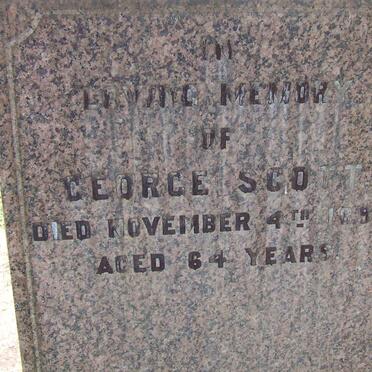 IN
LOVING MEMORY
OF
GEORGE SCOTT
DIED NOVEMBER 4TH
AGED 64 YEARS